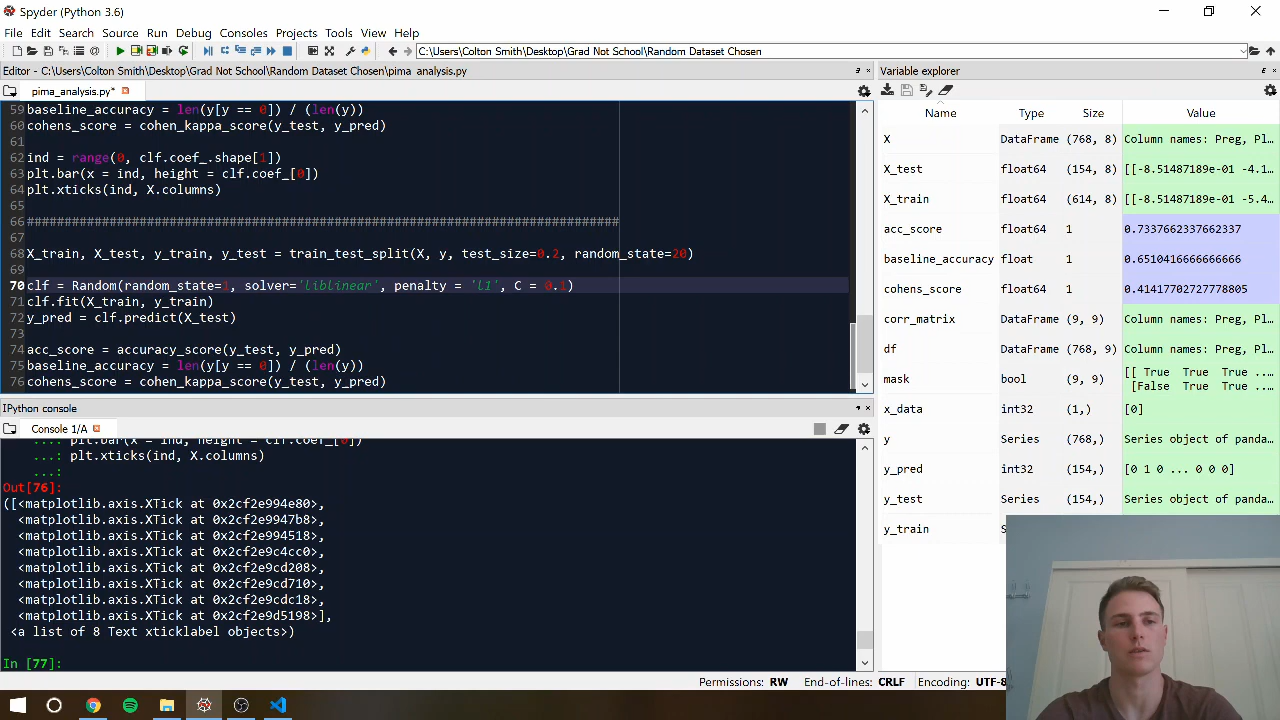 Spyder (Python 3.6)
File Edit Search Source Run Debug Consoles Projects Tools View Help
C:\Users\Colton Smith\Desktop\Grad Not School\Random Dataset Chosen
Editor - C:\Users\Colton Smith\Desktop\Grad Not School\Random Dataset Chosen\pima_analysis.py
pima_analysis.py*
59 baseline_accuracy = len(y[y == 0]) / (len(y))
60 cohens_score = cohen_kappa_score(y_test, y_pred)
61
62 ind = range(0, clf.coef_.shape[1])
63 plt.bar(x = ind, height = clf.coef_[0])
64 plt.xticks(ind, X.columns)
65
66 ###############################################################################
67
68 X_train, X_test, y_train, y_test = train_test_split(X, y, test_size=0.2, random_state=20)
69
70 clf = Random(random_state=1, solver='liblinear', penalty = 'l1', C = 0.1)
71 clf.fit(X_train, y_train)
72 y_pred = clf.predict(X_test)
73
74 acc_score = accuracy_score(y_test, y_pred)
75 baseline_accuracy = len(y[y == 0]) / (len(y))
76 cohens_score = cohen_kappa_score(y_test, y_pred)
IPython console
Console 1/A
...: plt.bar(x = ind, height = clf.coef_[0])
...: plt.xticks(ind, X.columns)
...:
Out[76]:
([<matplotlib.axis.XTick at 0x2cf2e994e80>,
<matplotlib.axis.XTick at 0x2cf2e9947b8>,
<matplotlib.axis.XTick at 0x2cf2e994518>,
<matplotlib.axis.XTick at 0x2cf2e9c4cc0>,
<matplotlib.axis.XTick at 0x2cf2e9cd208>,
<matplotlib.axis.XTick at 0x2cf2e9cd710>,
<matplotlib.axis.XTick at 0x2cf2e9cdc18>,
<matplotlib.axis.XTick at 0x2cf2e9d5198>],
<a list of 8 Text xticklabel objects>)
In [77]:
Variable explorer
Name Type Size Value
X DataFrame (768, 8) Column names: Preg, Pl…
X_test float64 (154, 8) [[-8.51487189e-01 -4.1…
X_train float64 (614, 8) [[-8.51487189e-01 -5.4…
acc_score float64 1 0.7337662337662337
baseline_accuracy float 1 0.6510416666666666
cohens_score float64 1 0.41417702727778805
corr_matrix DataFrame (9, 9) Column names: Preg, Pl…
df DataFrame (768, 9) Column names: Preg, Pl…
mask bool (9, 9) [[ True True True ...
[False True True ...
x_data int32 (1,) [0]
y Series (768,) Series object of panda…
y_pred int32 (154,) [0 1 0 ... 0 0 0]
y_test Series (154,) Series object of panda…
y_train S
Permissions: RW End-of-lines: CRLF Encoding: UTF-8